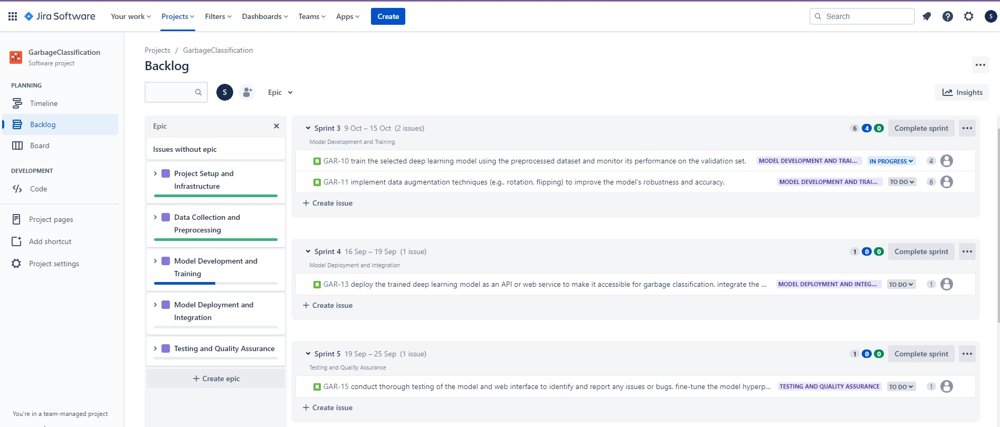 Jira Software
Your work
Projects
Filters
Dashboards
Teams
Apps
Create
Search
S
GarbageClassification
Software project
PLANNING
Timeline
Backlog
Board
DEVELOPMENT
Code
Project pages
Add shortcut
Project settings
You're in a team-managed project
Projects / GarbageClassification
Backlog
S
Epic
Insights
Epic
Issues without epic
Project Setup and
Infrastructure
Data Collection and
Preprocessing
Model Development and
Training
Model Deployment and
Integration
Testing and Quality Assurance
+ Create epic
Sprint 3 9 Oct – 15 Oct (2 issues) 6 4 0 Complete sprint
Model Development and Training
GAR-10 train the selected deep learning model using the preprocessed dataset and monitor its performance on the validation set. MODEL DEVELOPMENT AND TRAI... IN PROGRESS 4
GAR-11 implement data augmentation techniques (e.g., rotation, flipping) to improve the model's robustness and accuracy. MODEL DEVELOPMENT AND TRAI... TO DO 6
+ Create issue
Sprint 4 16 Sep – 19 Sep (1 issue) 1 0 0 Complete sprint
Model Deployment and Integration
GAR-13 deploy the trained deep learning model as an API or web service to make it accessible for garbage classification. integrate the ... MODEL DEPLOYMENT AND INTEG... TO DO 1
+ Create issue
Sprint 5 19 Sep – 25 Sep (1 issue) 1 0 0 Complete sprint
Testing and Quality Assurance
GAR-15 conduct thorough testing of the model and web interface to identify and report any issues or bugs. fine-tune the model hyperp... TESTING AND QUALITY ASSURANCE TO DO 1
+ Create issue